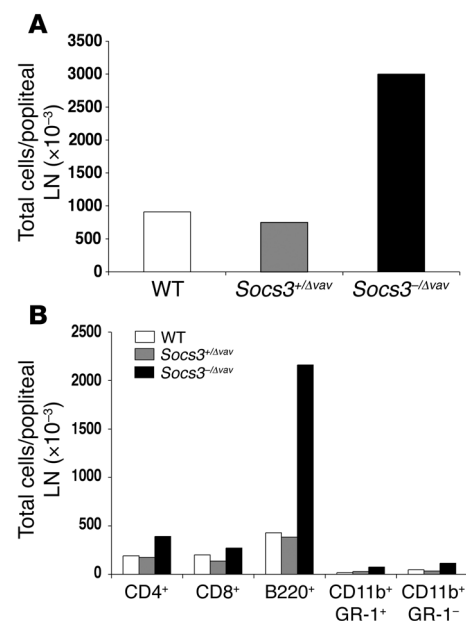 A
Total cells/popliteal
LN (×10⁻³)
3500
3000
2500
2000
1500
1000
500
0
WT
Socs3⁺/Δvav
Socs3⁻/Δvav
B
Total cells/popliteal
LN (×10⁻³)
2500
2000
1500
1000
500
0
WT
Socs3⁺/Δvav
Socs3⁻/Δvav
CD4⁺
CD8⁺
B220⁺
CD11b⁺
GR-1⁺
CD11b⁺
GR-1⁻